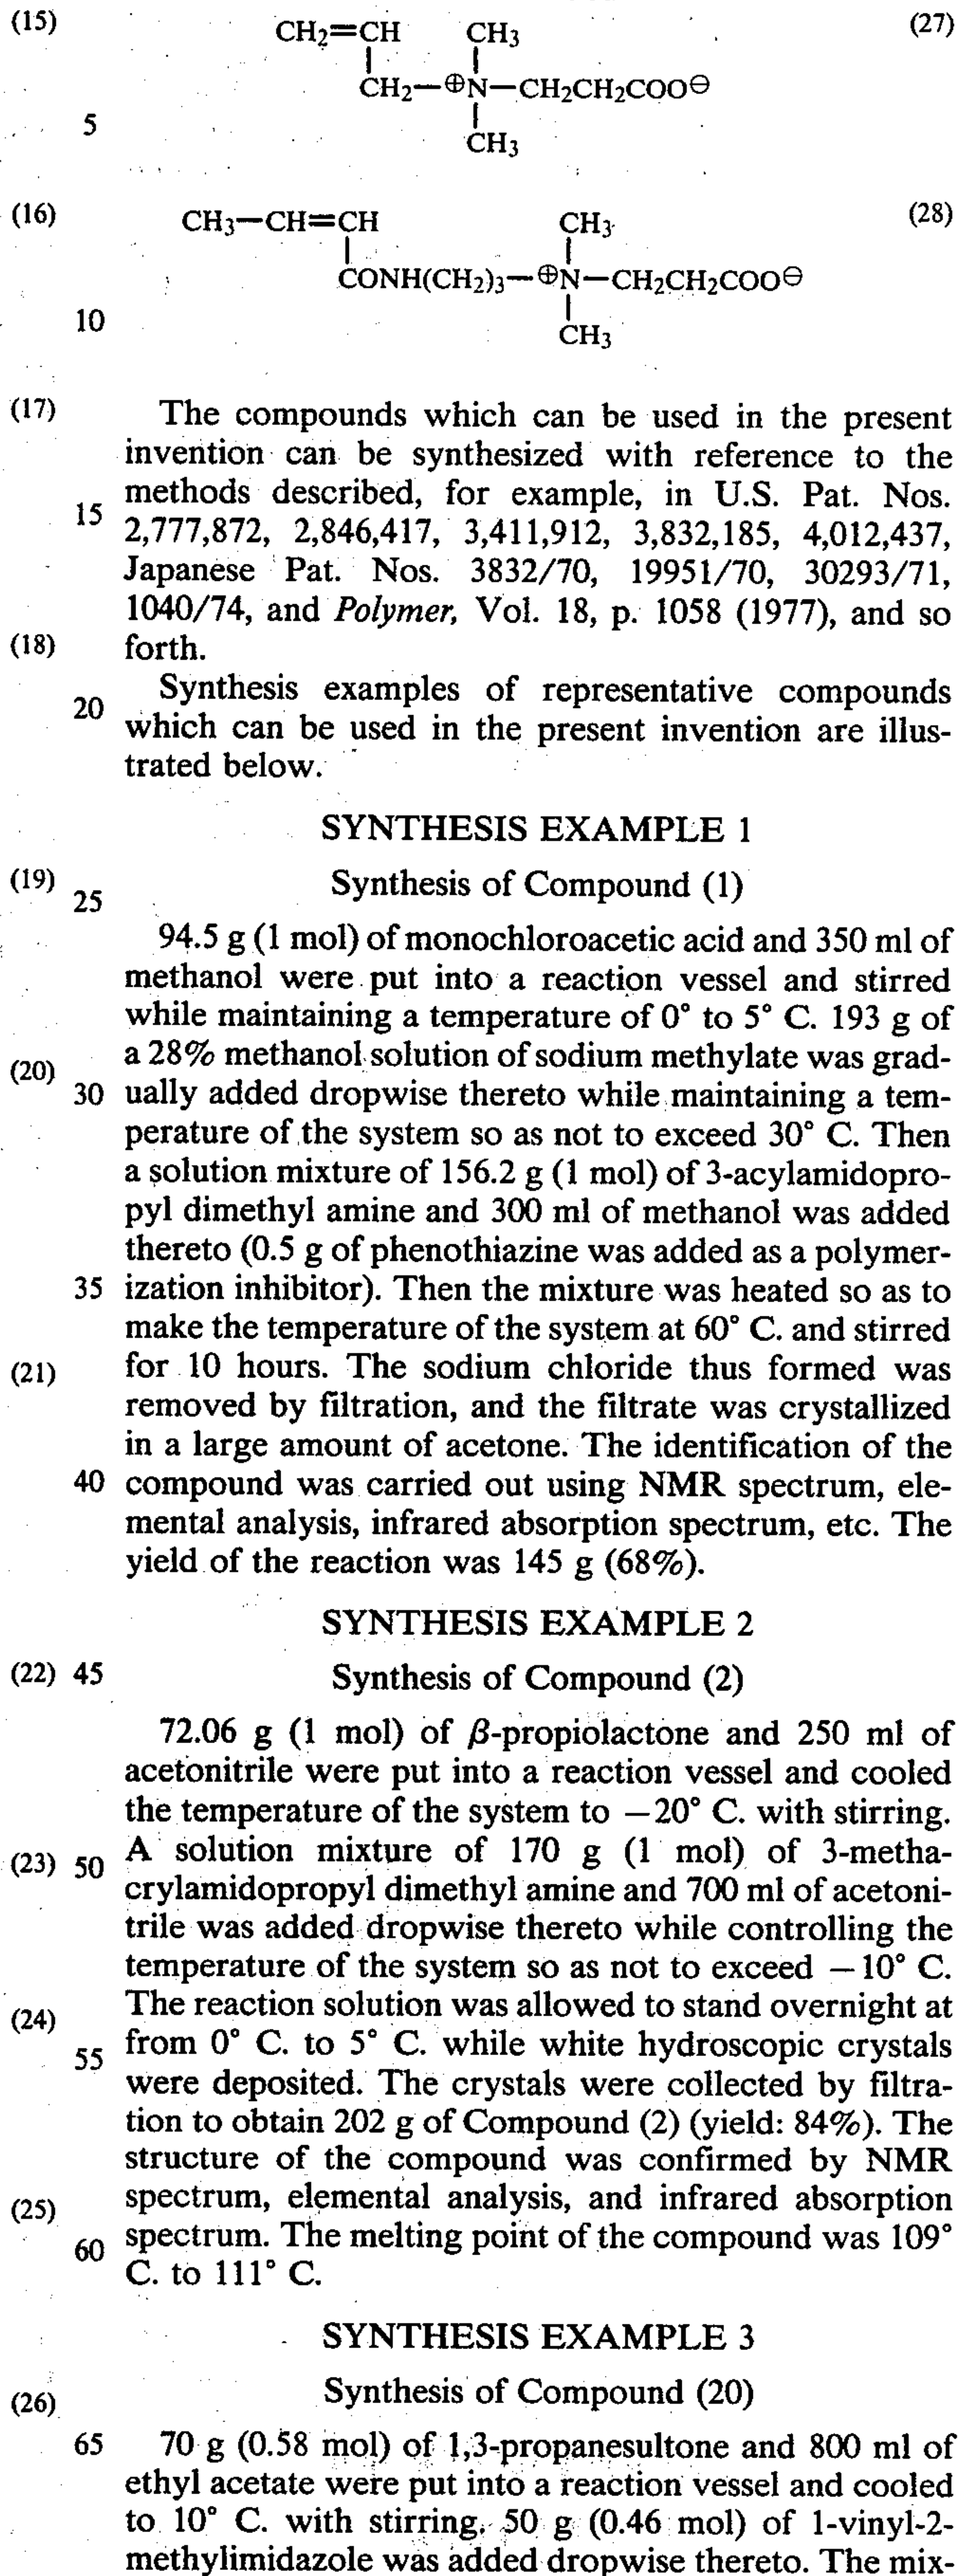 (15) CH2=CH CH3 (27)
CH2—⊕N—CH2CH2COO⊖
5
CH3
(16) CH3—CH=CH CH3 (28)
CONH(CH2)3—⊕N—CH2CH2COO⊖
10
CH3
(17) The compounds which can be used in the present
invention can be synthesized with reference to the
methods described, for example, in U.S. Pat. Nos.
15 2,777,872, 2,846,417, 3,411,912, 3,832,185, 4,012,437,
Japanese Pat. Nos. 3832/70, 19951/70, 30293/71,
1040/74, and Polymer, Vol. 18, p. 1058 (1977), and so
(18) forth.
Synthesis examples of representative compounds
20 which can be used in the present invention are illus-
trated below.
SYNTHESIS EXAMPLE 1
(19) 25 Synthesis of Compound (1)
94.5 g (1 mol) of monochloroacetic acid and 350 ml of
methanol were put into a reaction vessel and stirred
while maintaining a temperature of 0° to 5° C. 193 g of
(20) a 28% methanol solution of sodium methylate was grad-
30 ually added dropwise thereto while maintaining a tem-
perature of the system so as not to exceed 30° C. Then
a solution mixture of 156.2 g (1 mol) of 3-acylamidopro-
pyl dimethyl amine and 300 ml of methanol was added
thereto (0.5 g of phenothiazine was added as a polymer-
35 ization inhibitor). Then the mixture was heated so as to
make the temperature of the system at 60° C. and stirred
(21) for 10 hours. The sodium chloride thus formed was
removed by filtration, and the filtrate was crystallized
in a large amount of acetone. The identification of the
40 compound was carried out using NMR spectrum, ele-
mental analysis, infrared absorption spectrum, etc. The
yield of the reaction was 145 g (68%).
SYNTHESIS EXAMPLE 2
(22) 45 Synthesis of Compound (2)
72.06 g (1 mol) of β-propiolactone and 250 ml of
acetonitrile were put into a reaction vessel and cooled
the temperature of the system to −20° C. with stirring.
(23) 50 A solution mixture of 170 g (1 mol) of 3-metha-
crylamidopropyl dimethyl amine and 700 ml of acetoni-
trile was added dropwise thereto while controlling the
temperature of the system so as not to exceed −10° C.
(24) The reaction solution was allowed to stand overnight at
55 from 0° C. to 5° C. while white hydroscopic crystals
were deposited. The crystals were collected by filtra-
tion to obtain 202 g of Compound (2) (yield: 84%). The
structure of the compound was confirmed by NMR
(25) spectrum, elemental analysis, and infrared absorption
60 spectrum. The melting point of the compound was 109°
C. to 111° C.
SYNTHESIS EXAMPLE 3
(26) Synthesis of Compound (20)
65 70 g (0.58 mol) of 1,3-propanesultone and 800 ml of
ethyl acetate were put into a reaction vessel and cooled
to 10° C. with stirring. 50 g (0.46 mol) of 1-vinyl-2-
methylimidazole was added dropwise thereto. The mix-